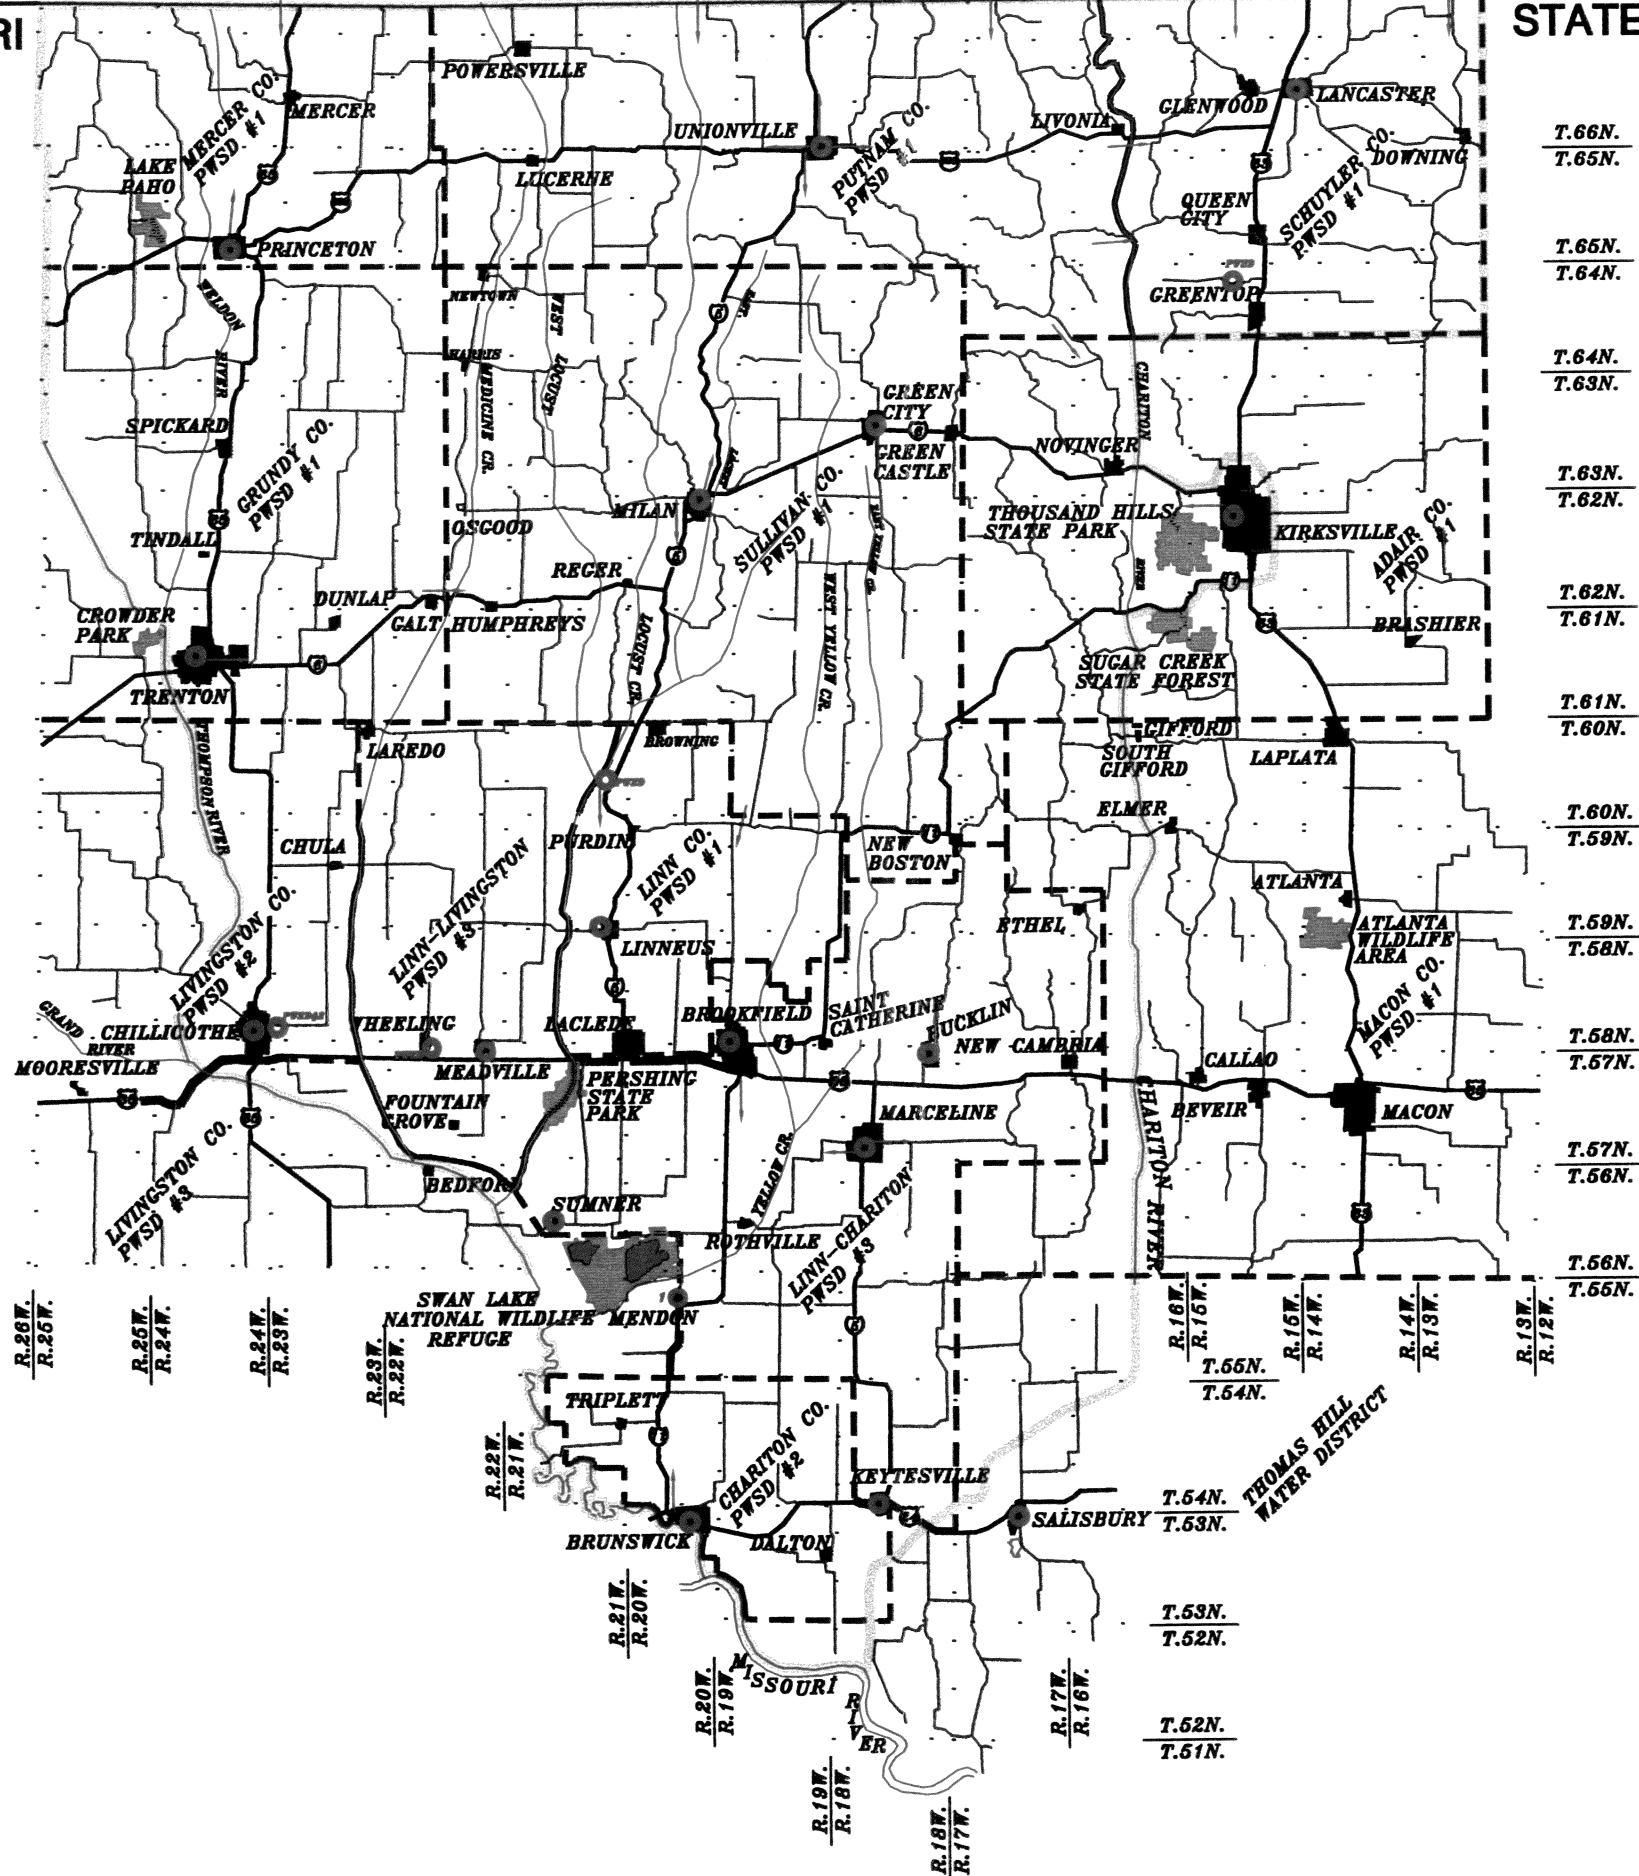 RI
STATE
POWERSVILLE
MERCER CO.
PWSD #1
MERCER
UNIONVILLE
PUTNAM CO.
PWSD #1
LIVONIA
GLENWOOD
LANCASTER
SCHUYLER CO.
PWSD #1
DOWNING
T.66N.
T.65N.
LAKE
PAHO
LUCERNE
QUEEN
CITY
PRINCETON
T.65N.
T.64N.
PWSD
GREENTOP
WELDON
RIVER
NEWTOWN
WEST
LOCUST
EAST
HARRIS
MEDICINE CR.
CHARITON
RIVER
T.64N.
T.63N.
GREEN
CITY
6
GREEN
CASTLE
SPICKARD
GRUNDY CO.
PWSD #1
NOVINGER
T.63N.
T.62N.
OSGOOD
MILAN
SULLIVAN CO.
PWSD #1
THOUSAND HILLS
STATE PARK
KIRKSVILLE
ADAIR CO.
PWSD #1
TINDALL
REGER
DUNLAP
GALT
HUMPHREYS
LOCUST CR.
WEST YELLOW CR.
EAST YELLOW CR.
T.62N.
T.61N.
CROWDER
PARK
6
TRENTON
BRASHIER
SUGAR CREEK
STATE FOREST
T.61N.
T.60N.
THOMPSON RIVER
LAREDO
BROWNING
GIFFORD
SOUTH
GIFFORD
LAPLATA
PWSD
ELMER
T.60N.
T.59N.
CHULA
PURDIN
LINN CO.
PWSD #1
NEW
BOSTON
LINN-LIVINGSTON
PWSD #3
ATLANTA
ETHEL
ATLANTA
WILDLIFE
AREA
T.59N.
T.58N.
LIVINGSTON CO.
PWSD #2
LINNEUS
MACON CO.
PWSD #1
GRAND
RIVER
CHILLICOTHE
WHEELING
LACLEDE
BROOKFIELD
SAINT
CATHERINE
BUCKLIN
NEW CAMBRIA
T.58N.
T.57N.
MOORESVILLE
MEADVILLE
PERSHING
STATE
PARK
CALLAO
BEVEIR
MACON
FOUNTAIN
GROVE
MARCELINE
CHARITON RIVER
T.57N.
T.56N.
LIVINGSTON CO.
PWSD #3
BEDFORD
SUMNER
YELLOW CR.
ROTHVILLE
LINN-CHARITON
PWSD #3
T.56N.
T.55N.
SWAN LAKE
NATIONAL WILDLIFE
REFUGE
MENDON
R.26W.
R.25W.
R.25W.
R.24W.
R.24W.
R.23W.
R.23W.
R.22W.
R.16W.
R.15W.
R.15W.
R.14W.
R.14W.
R.13W.
R.13W.
R.12W.
T.55N.
T.54N.
TRIPLETT
CHARITON CO.
PWSD #2
THOMAS HILL
WATER DISTRICT
R.22W.
R.21W.
KEYTESVILLE
SALISBURY
T.54N.
T.53N.
BRUNSWICK
DALTON
R.21W.
R.20W.
T.53N.
T.52N.
MISSOURI
RIVER
R.20W.
R.19W.
R.17W.
R.16W.
T.52N.
T.51N.
R.19W.
R.18W.
R.18W.
R.17W.